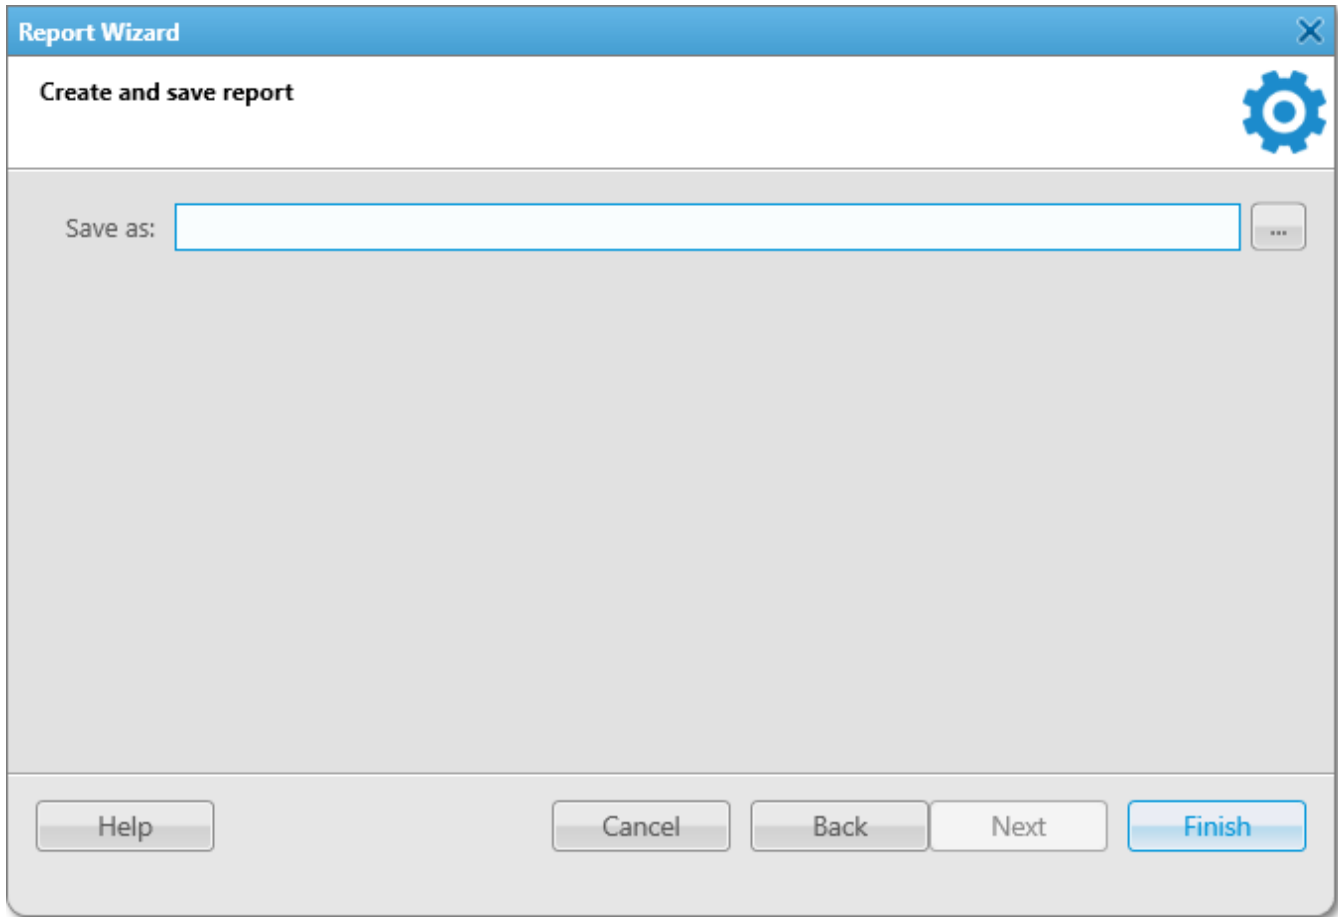 Report Wizard
Create and save report
Save as:
...
Help
Cancel
Back
Next
Finish